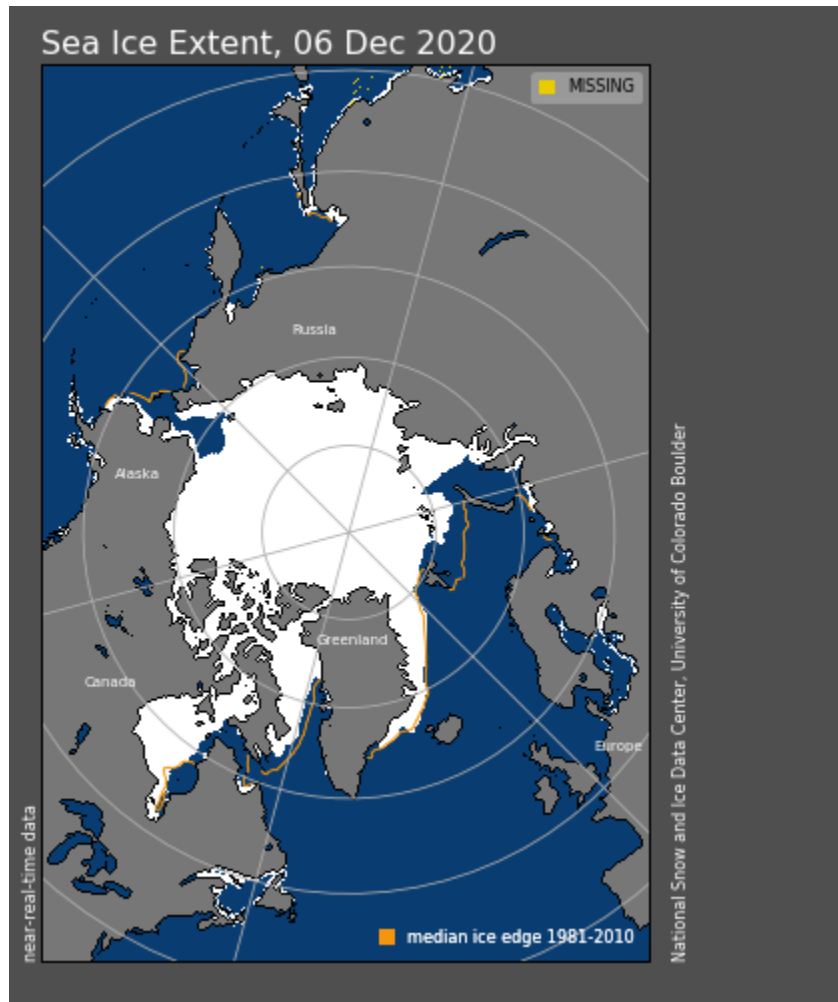 Sea Ice Extent, 06 Dec 2020
MISSING
Russia
Alaska
Greenland
Canada
Europe
near-real-time data
National Snow and Ice Data Center, University of Colorado Boulder
median ice edge 1981-2010